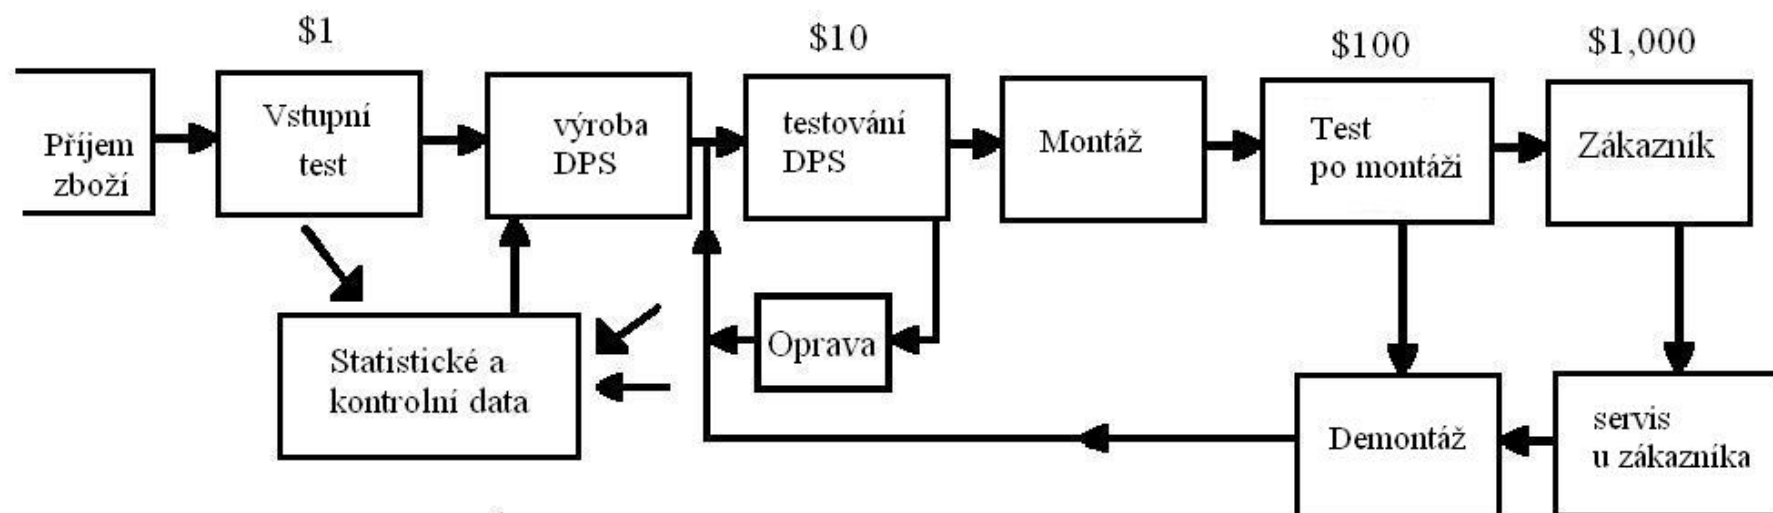 $1
$10
$100
$1,000
Příjem
zboží
Vstupní
test
výroba
DPS
testování
DPS
Montáž
Test
po montáži
Zákazník
Statistické a
kontrolní data
Oprava
Demontáž
servis
u zákazníka